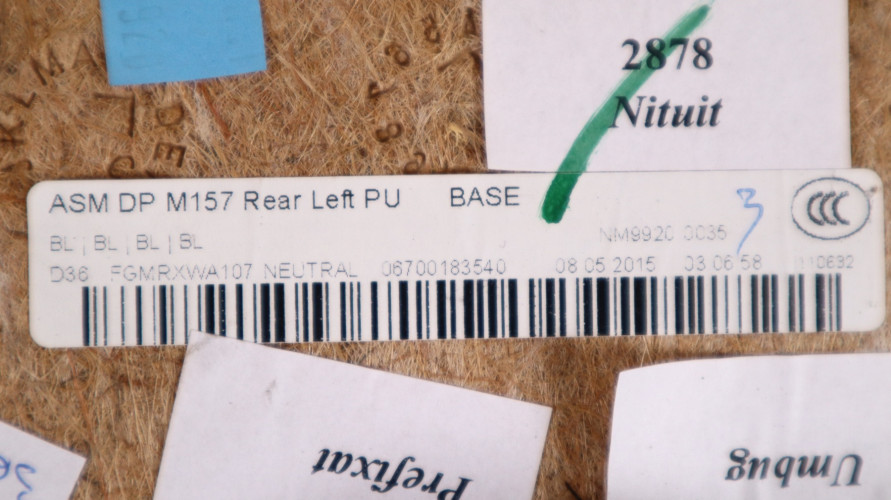 2878
Nituit
ASM DP M157 Rear Left PU BASE
3
BL | BL | BL | BL NM9920 0035
D36 FGMRXWA107 NEUTRAL 06700183540 08.05.2015 03:06:58 110692
Prefixat
Umbug